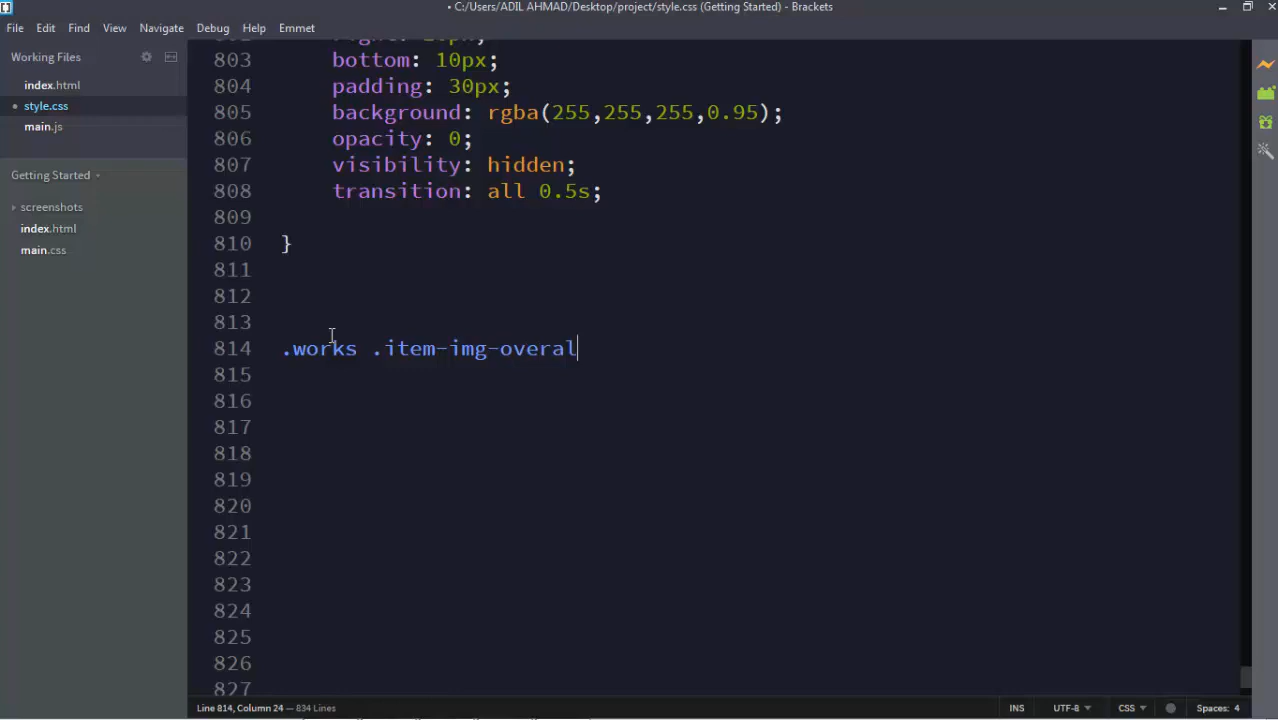 C:/Users/ADIL AHMAD/Desktop/project/style.css (Getting Started) - Brackets
File Edit Find View Navigate Debug Help Emmet
Working Files
index.html
style.css
main.js
Getting Started
screenshots
index.html
main.css
803 bottom: 10px;
804 padding: 30px;
805 background: rgba(255,255,255,0.95);
806 opacity: 0;
807 visibility: hidden;
808 transition: all 0.5s;
809
810 }
811
812
813
814 .works .item-img-overal
815
816
817
818
819
820
821
822
823
824
825
826
827
Line 814, Column 24 — 834 Lines
INS UTF-8 CSS Spaces: 4